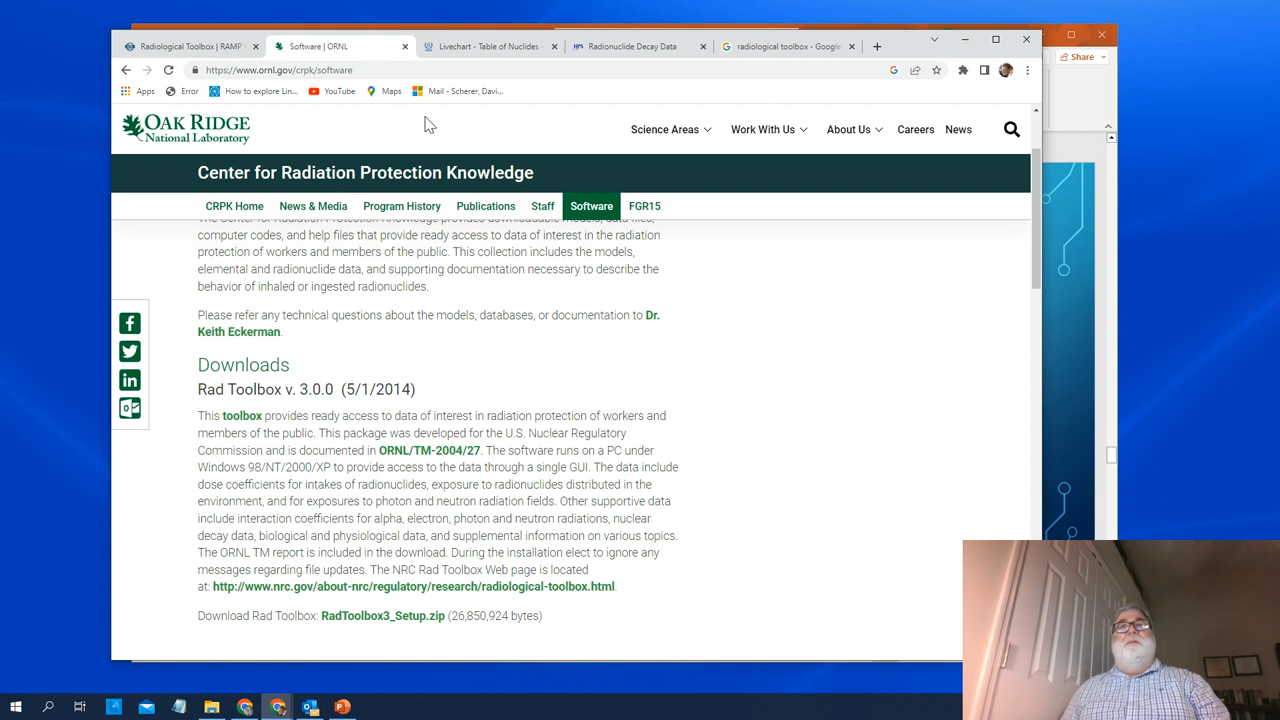 Radiological Toolbox | RAMP
Software | ORNL
Livechart - Table of Nuclides -
HPS
Radionuclide Decay Data
radiological toolbox - Google
https://www.ornl.gov/crpk/software
Share
Apps
Error
How to explore Lin...
YouTube
Maps
Mail - Scherer, Davi...
OAK RIDGE
National Laboratory
Science Areas
Work With Us
About Us
Careers
News
Center for Radiation Protection Knowledge
CRPK Home
News & Media
Program History
Publications
Staff
Software
FGR15
The Center for Radiation Protection Knowledge provides downloadable models, data files,
computer codes, and help files that provide ready access to data of interest in the radiation
protection of workers and members of the public. This collection includes the models,
elemental and radionuclide data, and supporting documentation necessary to describe the
behavior of inhaled or ingested radionuclides.
Please refer any technical questions about the models, databases, or documentation to Dr.
Keith Eckerman.
Downloads
Rad Toolbox v. 3.0.0 (5/1/2014)
This toolbox provides ready access to data of interest in radiation protection of workers and
members of the public. This package was developed for the U.S. Nuclear Regulatory
Commission and is documented in ORNL/TM-2004/27. The software runs on a PC under
Windows 98/NT/2000/XP to provide access to the data through a single GUI. The data include
dose coefficients for intakes of radionuclides, exposure to radionuclides distributed in the
environment, and for exposures to photon and neutron radiation fields. Other supportive data
include interaction coefficients for alpha, electron, photon and neutron radiations, nuclear
decay data, biological and physiological data, and supplemental information on various topics.
The ORNL TM report is included in the download. During the installation elect to ignore any
messages regarding file updates. The NRC Rad Toolbox Web page is located
at: http://www.nrc.gov/about-nrc/regulatory/research/radiological-toolbox.html.
Download Rad Toolbox: RadToolbox3_Setup.zip (26,850,924 bytes)